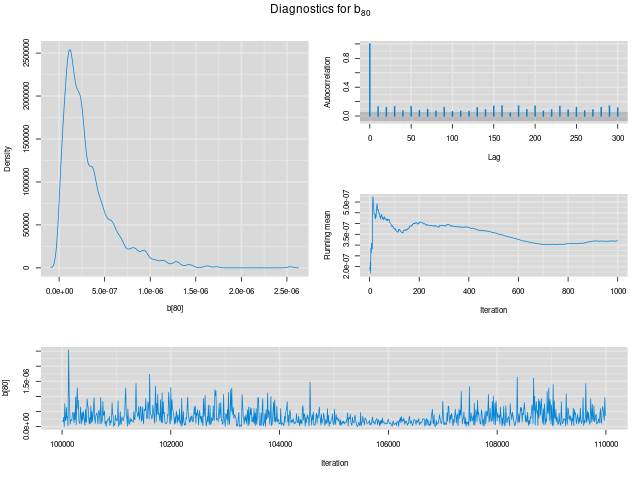 Diagnostics for b80
Density
0 500000 1000000 1500000 2000000 2500000
0.0e+00 5.0e-07 1.0e-06 1.5e-06 2.0e-06 2.5e-06
b[80]
Autocorrelation
0.0 0.4 0.8
0 50 100 150 200 250 300
Lag
Running mean
2.0e-07 3.5e-07 5.0e-07
0 200 400 600 800 1000
Iteration
b[80]
0.0e+00 1.5e-06
100000 102000 104000 106000 108000 110000
Iteration